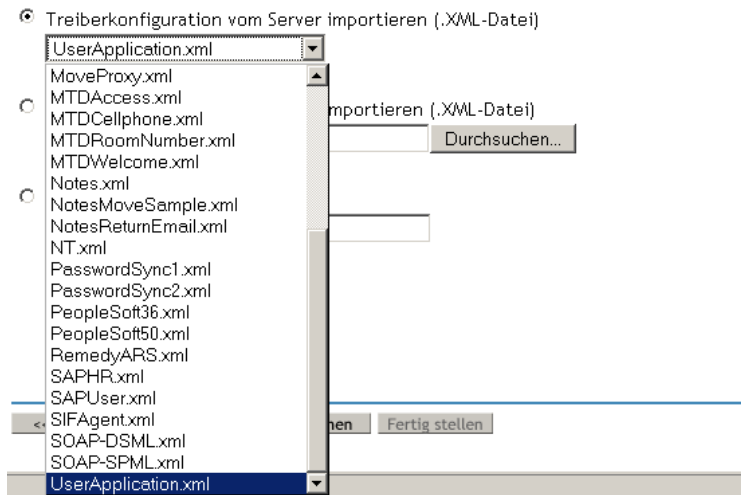 Treiberkonfiguration vom Server importieren (.XML-Datei)
UserApplication.xml
MoveProxy.xml
MTDAccess.xml
importieren (.XML-Datei)
MTDCellphone.xml
MTDRoomNumber.xml
Durchsuchen...
MTDWelcome.xml
Notes.xml
NotesMoveSample.xml
NotesReturnEmail.xml
NT.xml
PasswordSync1.xml
PasswordSync2.xml
PeopleSoft36.xml
PeopleSoft50.xml
RemedyARS.xml
SAPHR.xml
SAPUser.xml
SIFAgent.xml
<
hen
Fertig stellen
SOAP-DSML.xml
SOAP-SPML.xml
UserApplication.xml